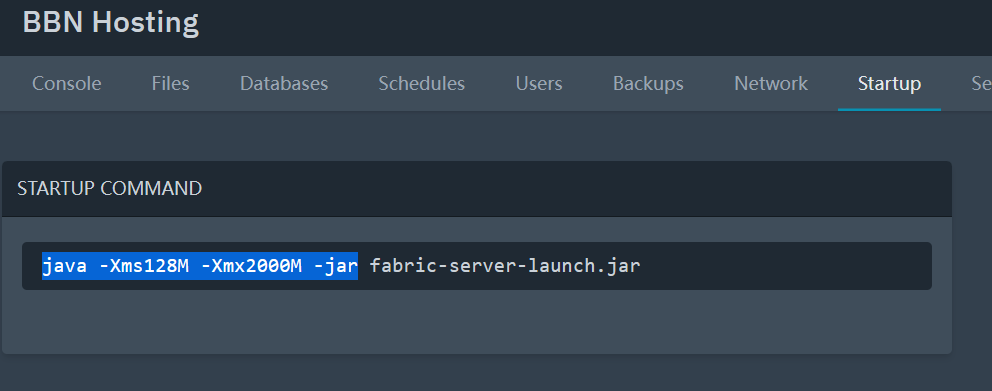 BBN Hosting
Console Files Databases Schedules Users Backups Network Startup Se
STARTUP COMMAND
java -Xms128M -Xmx2000M -jar fabric-server-launch.jar